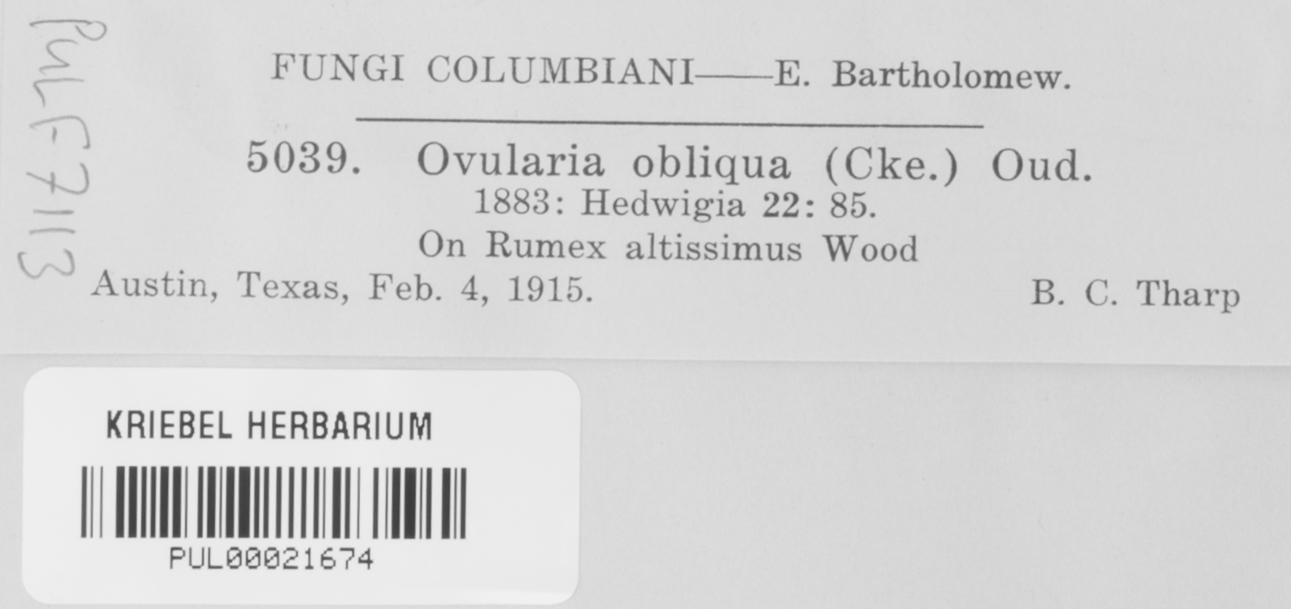 PUL F7113
FUNGI COLUMBIANI——E. Bartholomew.
5039. Ovularia obliqua (Cke.) Oud.
1883: Hedwigia 22: 85.
On Rumex altissimus Wood
Austin, Texas, Feb. 4, 1915. B. C. Tharp
KRIEBEL HERBARIUM
PUL00021674